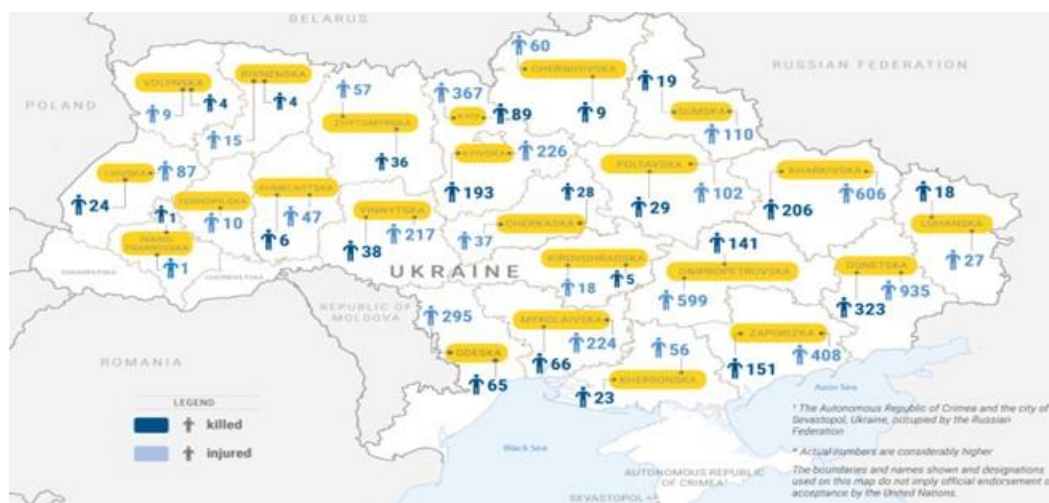 BELARUS
RUSSIAN FEDERATION
POLAND
60
CHERNIHIVSKA
9
19
SUMSKA
110
VOLENSKA
4
9
RIVNENSKA
4
15
57
ZHYTOMYRSKA
36
367
KYIV
89
KYIVSKA
226
193
POLTAVSKA
102
29
KHARKIVSKA
606
206
18
LUHANSKA
27
LVIVSKA
87
24
TERNOPILSKA
10
KHMELNYTSKA
47
6
VINNYTSKA
217
38
28
CHERKASKA
37
1
IVANO-
FRANKIVSKA
1
UKRAINE
KIROVOHRADSKA
5
18
141
DNIPROPETROVSKA
599
DONETSKA
935
323
REPUBLIC OF
MOLDOVA
295
ODESKA
65
MYKOLAIVSKA
224
66
56
KHERSONSKA
23
ZAPORIZKA
408
151
ROMANIA
Azov Sea
Black Sea
AUTONOMOUS REPUBLIC
OF CRIMEA¹
SEVASTOPOL
LEGEND
killed
injured
¹ The Autonomous Republic of Crimea and the city of
Sevastopol, Ukraine, occupied by the Russian
Federation
* Actual numbers are considerably higher
The boundaries and names shown and designations
used on this map do not imply official endorsement o
acceptance by the United Nations.